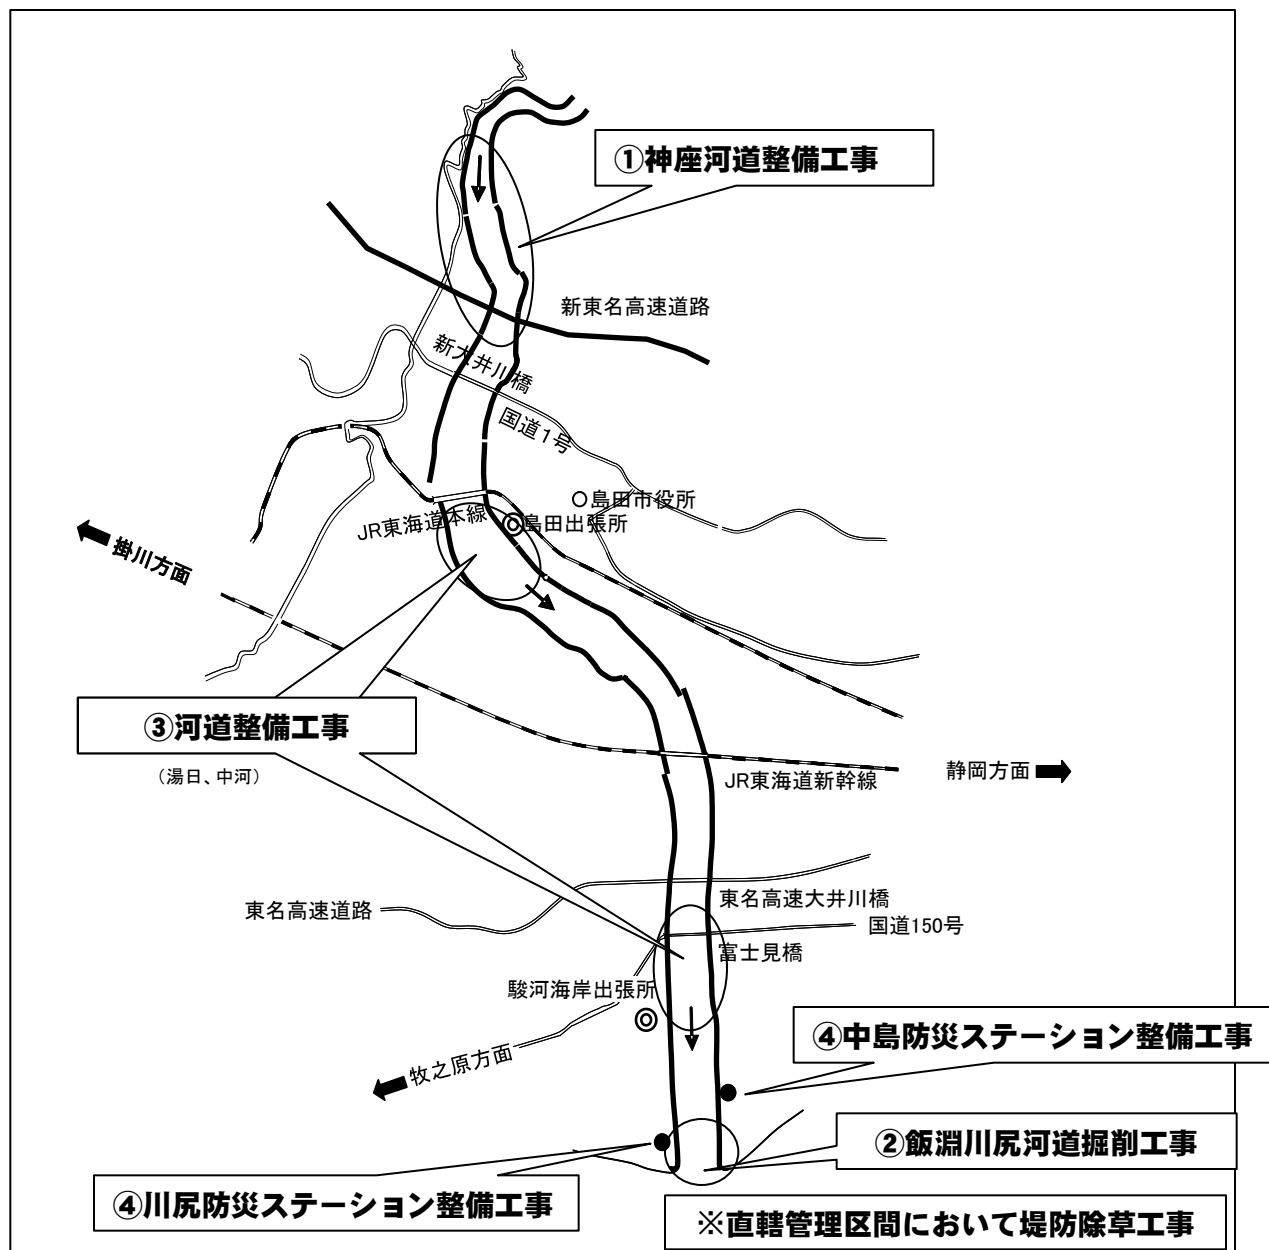 ①神座河道整備工事
新東名高速道路
新大井川橋
国道1号
島田市役所
JR東海道本線
島田出張所
掛川方面
③河道整備工事
（湯日、中河）
JR東海道新幹線
静岡方面
東名高速大井川橋
東名高速道路
国道150号
富士見橋
駿河海岸出張所
④中島防災ステーション整備工事
牧之原方面
②飯淵川尻河道掘削工事
④川尻防災ステーション整備工事
※直轄管理区間において堤防除草工事